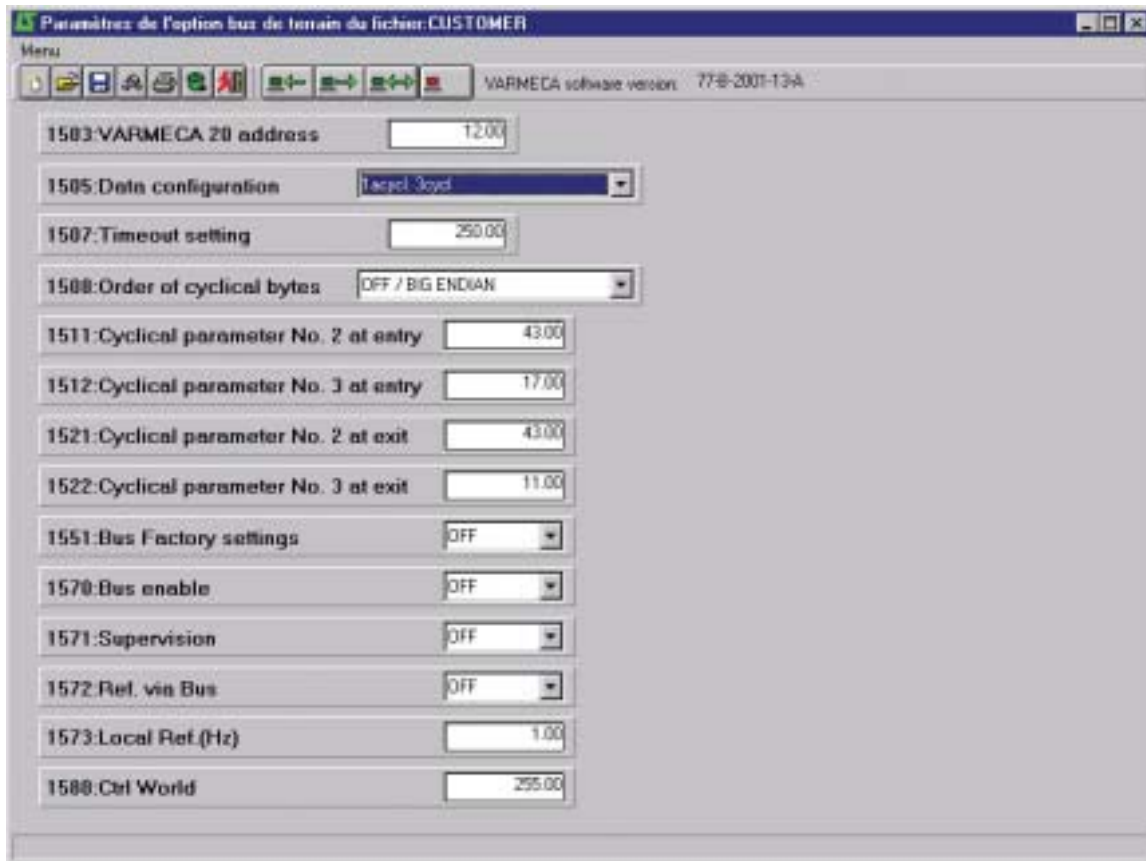 Paramètres de l'option bus de terrain du fichier:CUSTOMER
Menu
VARMECA software version: 77-B-2001-13-A
1503:VARMECA 20 address 12.00
1505:Data configuration 1acycl 3cycl
1507:Timeout setting 250.00
1508:Order of cyclical bytes OFF / BIG ENDIAN
1511:Cyclical parameter No. 2 at entry 43.00
1512:Cyclical parameter No. 3 at entry 17.00
1521:Cyclical parameter No. 2 at exit 43.00
1522:Cyclical parameter No. 3 at exit 11.00
1551:Bus Factory settings OFF
1570:Bus enable OFF
1571:Supervision OFF
1572:Ref. via Bus OFF
1573:Local Ref.(Hz) 1.00
1580:Ctrl World 255.00